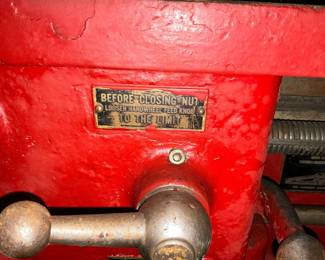 BEFORE CLOSING NUT
LOOSEN HANDWHEEL FEED KNOB
TO THE LIMIT